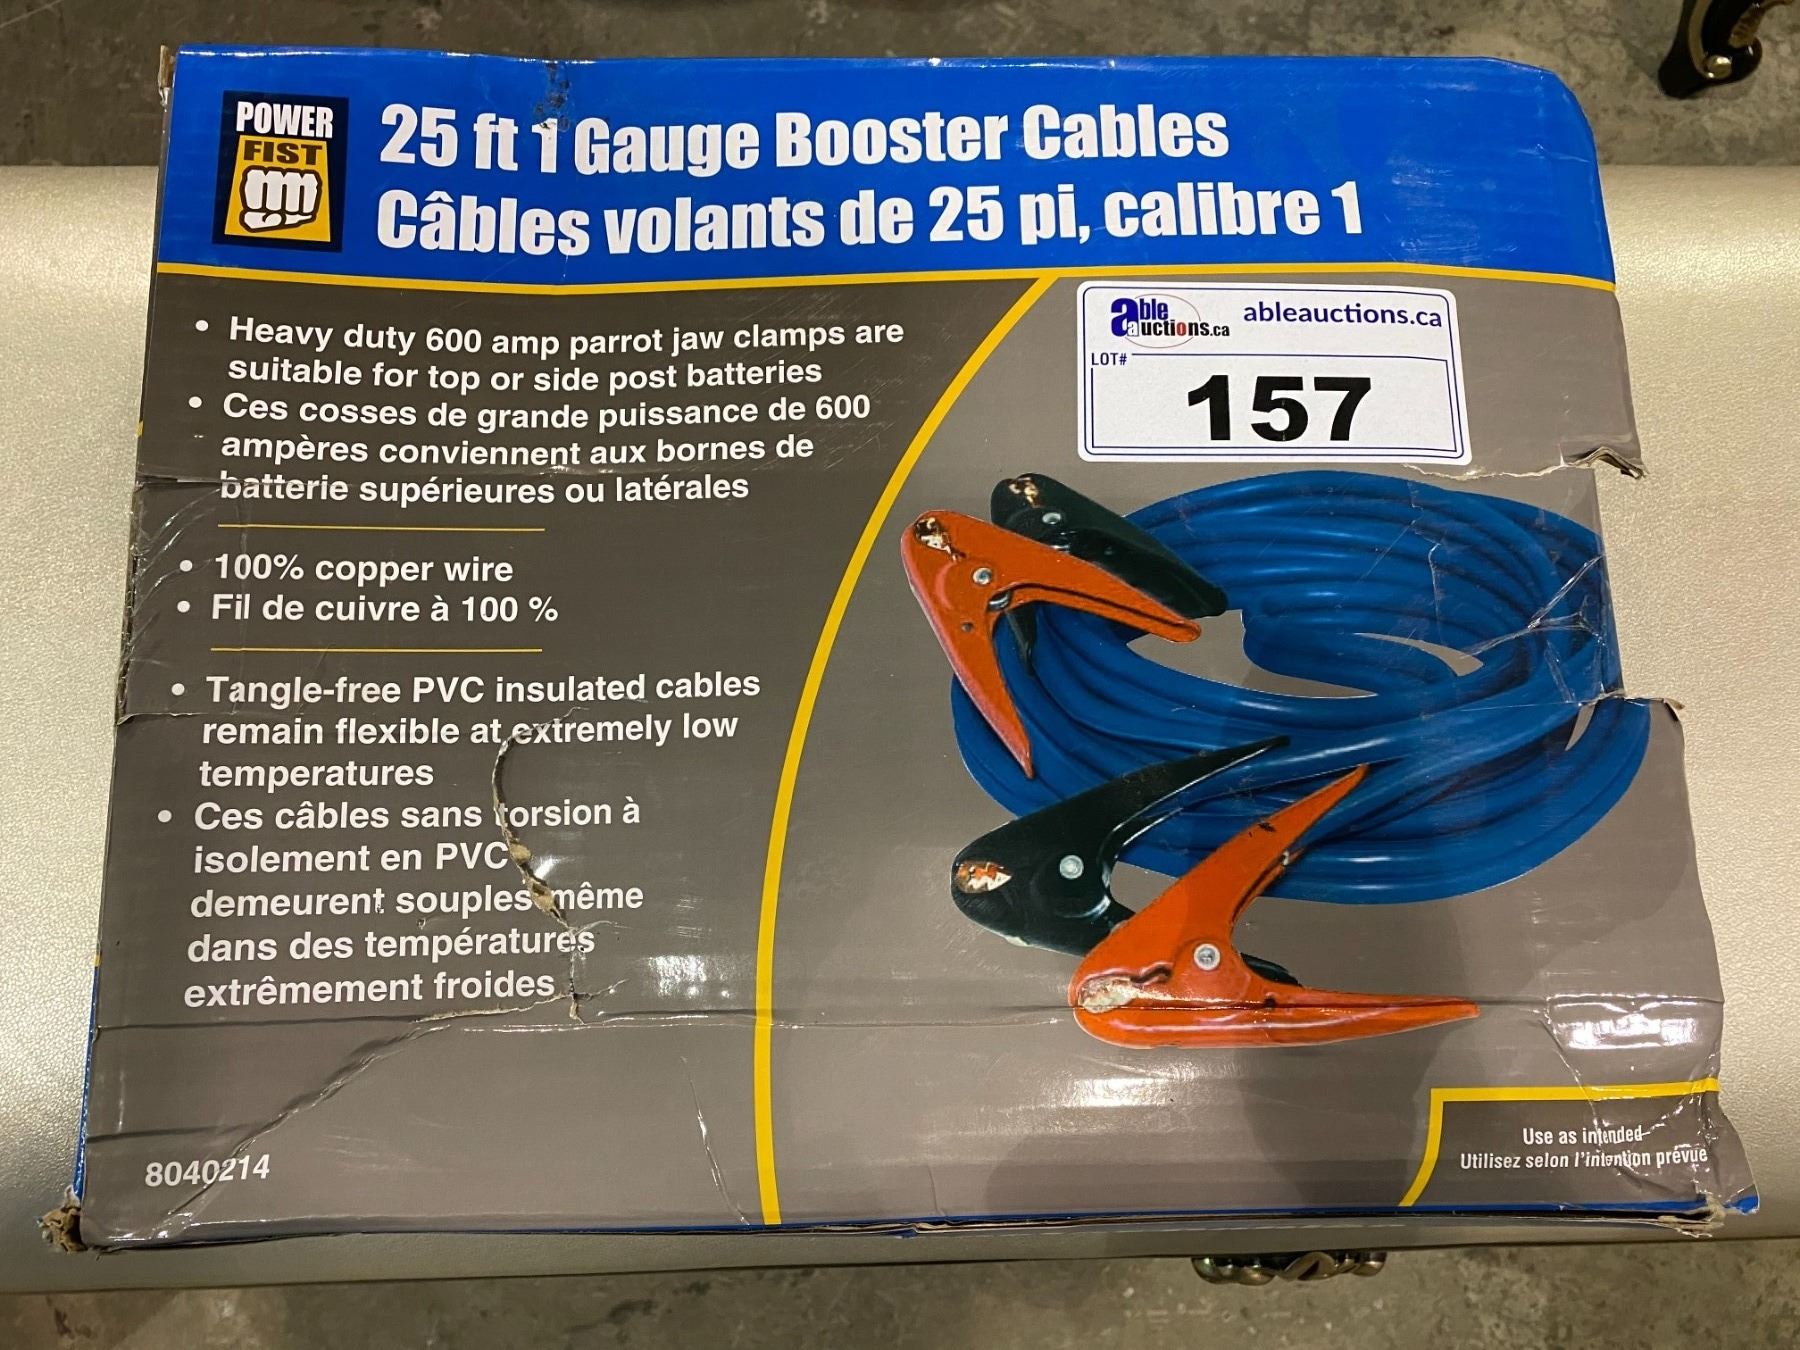 POWER
FIST
25 ft 1 Gauge Booster Cables
Câbles volants de 25 pi, calibre 1
• Heavy duty 600 amp parrot jaw clamps are
suitable for top or side post batteries
• Ces cosses de grande puissance de 600
ampères conviennent aux bornes de
batterie supérieures ou latérales
• 100% copper wire
• Fil de cuivre à 100 %
• Tangle-free PVC insulated cables
remain flexible at extremely low
temperatures
• Ces câbles sans torsion à
isolement en PVC
demeurent souples même
dans des températures
extrêmement froides
8040214
able
auctions.ca
ableauctions.ca
LOT#
157
Use as intended
Utilisez selon l'intention prévue